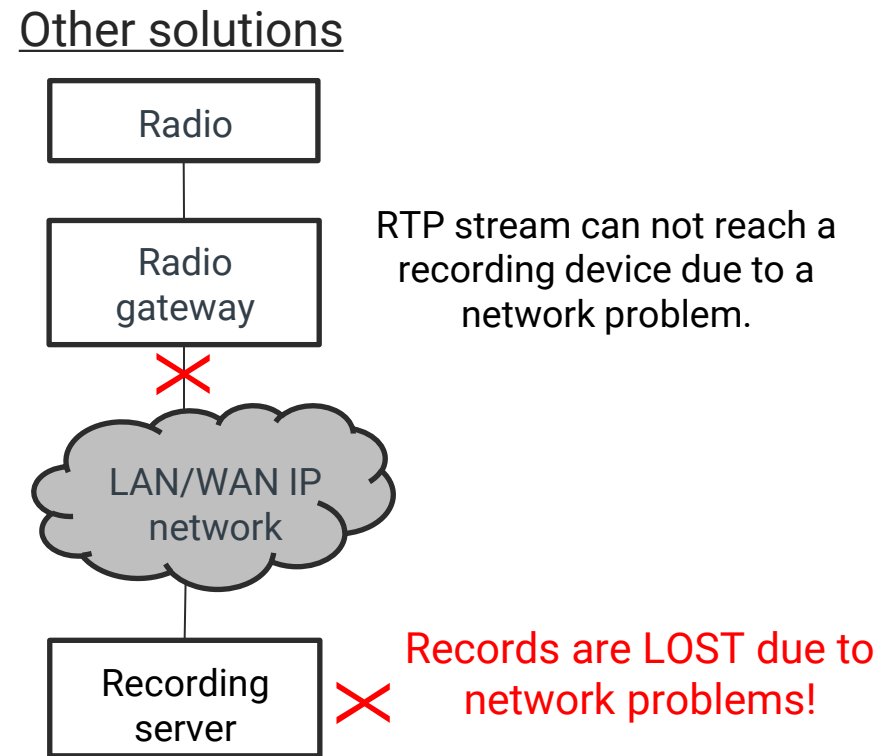 Other solutions
Radio
Radio
gateway
RTP stream can not reach a
recording device due to a
network problem.
LAN/WAN IP
network
Recording
server
Records are LOST due to
network problems!